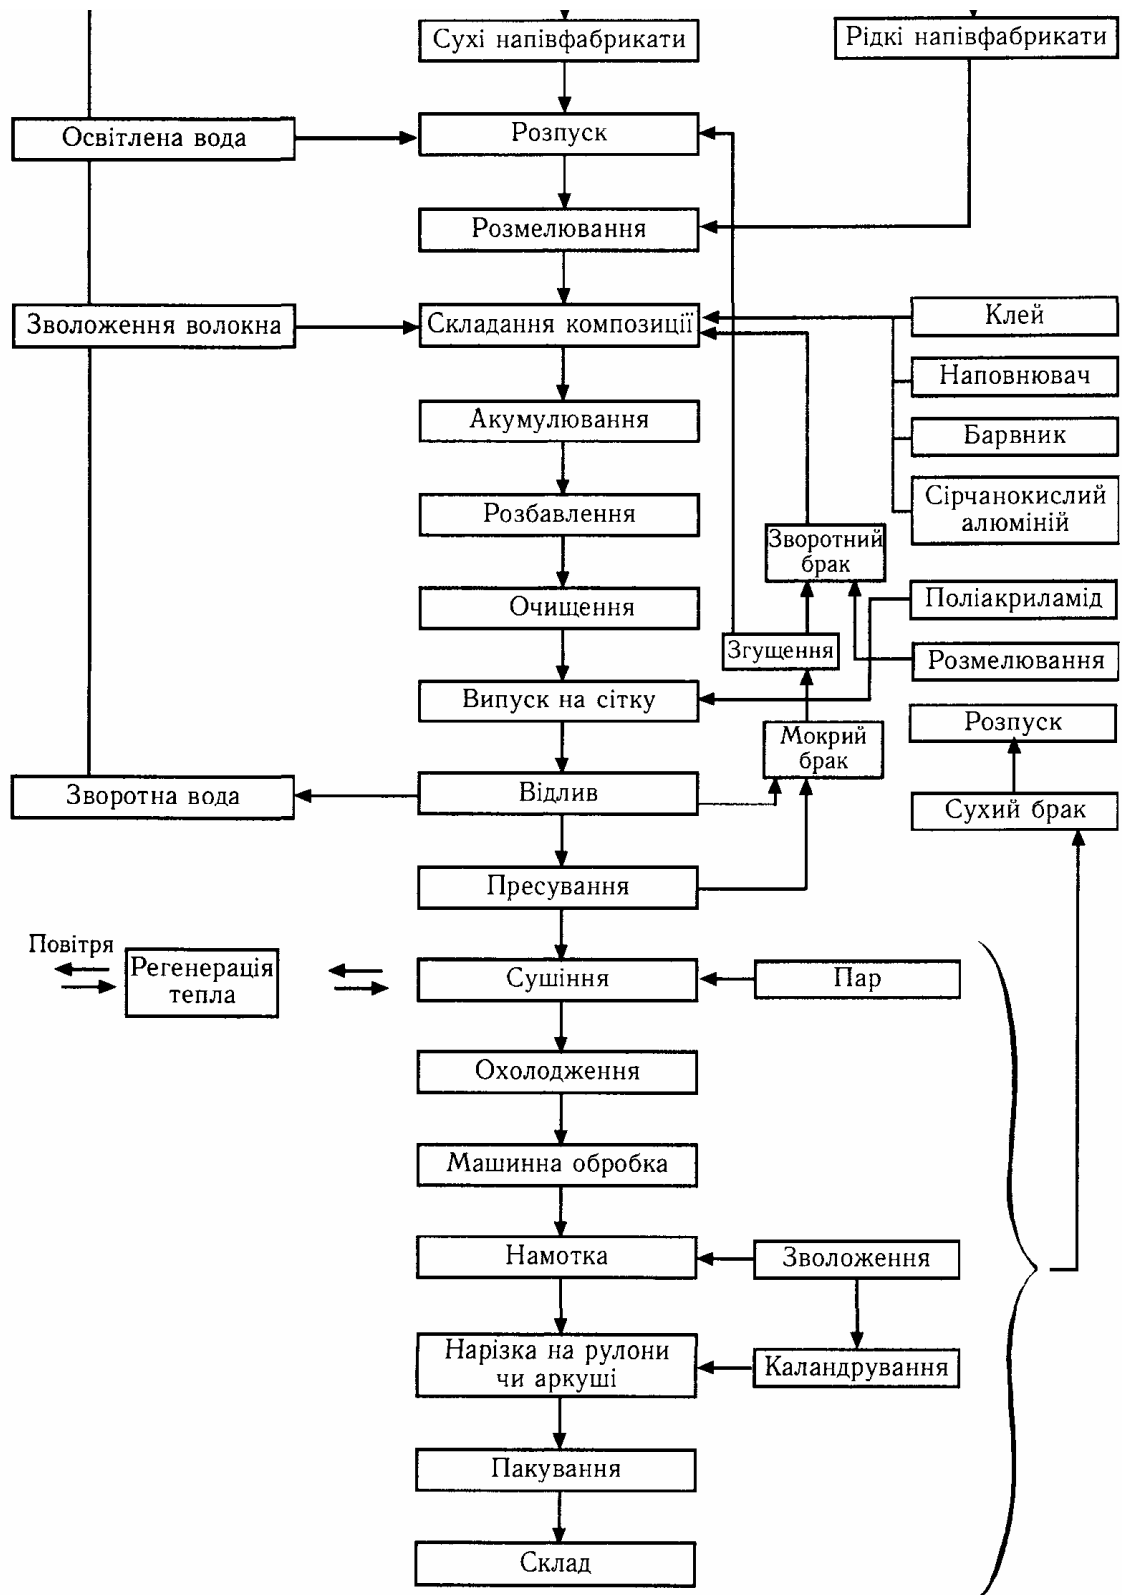 Сухі напівфабрикати
Рідкі напівфабрикати
Освітлена вода
Розпуск
Розмелювання
Зволоження волокна
Складання композиції
Клей
Наповнювач
Акумулювання
Барвник
Сірчанокислий
алюміній
Розбавлення
Зворотний
брак
Очищення
Поліакриламід
Згущення
Розмелювання
Випуск на сітку
Розпуск
Мокрий
брак
Зворотна вода
Відлив
Сухий брак
Пресування
Повітря
Регенерація
тепла
Сушіння
Пар
Охолодження
Машинна обробка
Намотка
Зволоження
Нарізка на рулони
чи аркуші
Каландрування
Пакування
Склад